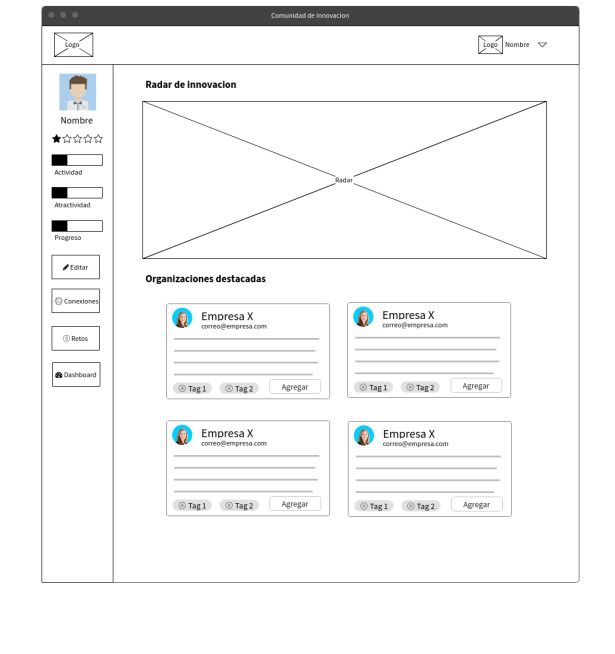 Comunidad de innovacion
Logo
Logo Nombre
Nombre
Actividad
Atractividad
Progreso
Editar
Conexiones
Retos
Dashboard
Radar de innovacion
Radar
Organizaciones destacadas
Empresa X
correo@empresa.com
Tag 1 Tag 2 Agregar
Empresa X
correo@empresa.com
Tag 1 Tag 2 Agregar
Empresa X
correo@empresa.com
Tag 1 Tag 2 Agregar
Empresa X
correo@empresa.com
Tag 1 Tag 2 Agregar